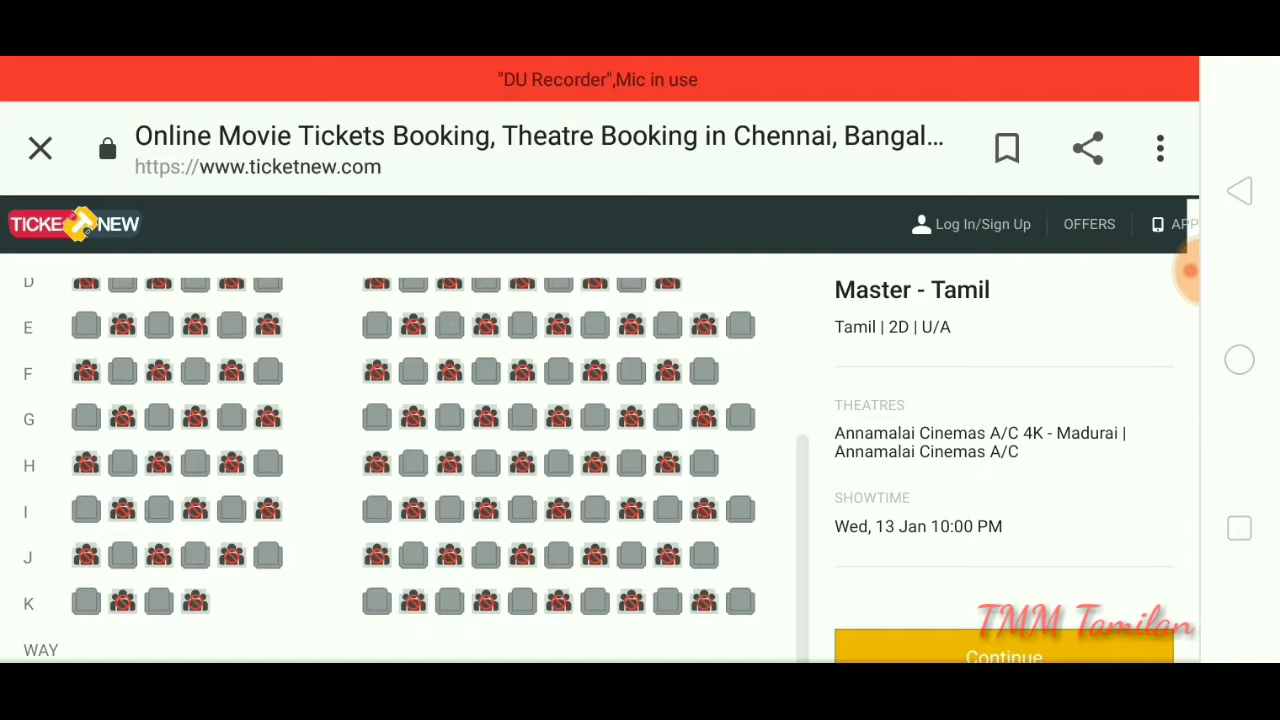 "DU Recorder",Mic in use
Online Movie Tickets Booking, Theatre Booking in Chennai, Bangal...
https://www.ticketnew.com
TICKETNEW
Log In/Sign Up
OFFERS
APP
D
E
F
G
H
I
J
K
WAY
Master - Tamil
Tamil | 2D | U/A
THEATRES
Annamalai Cinemas A/C 4K - Madurai |
Annamalai Cinemas A/C
SHOWTIME
Wed, 13 Jan 10:00 PM
TMM Tamilan
Continue